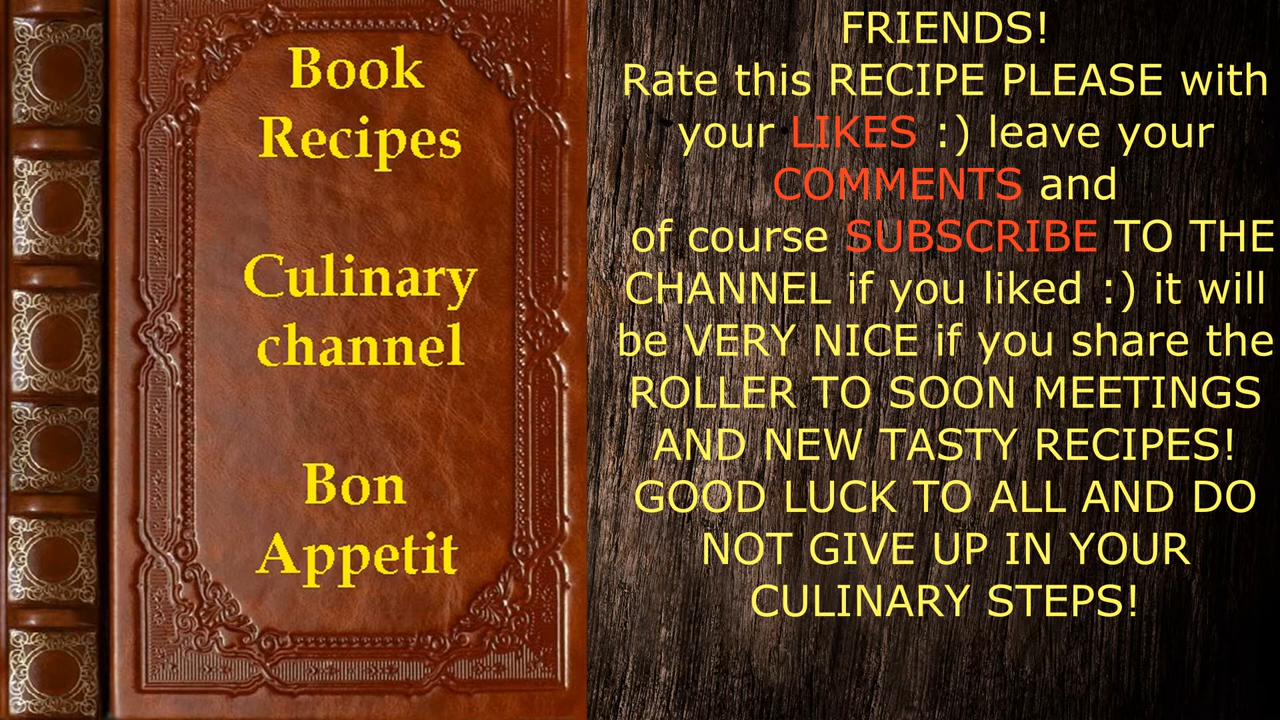 Book
Recipes
Culinary
channel
Bon
Appetit
FRIENDS!
Rate this RECIPE PLEASE with
your LIKES :) leave your
COMMENTS and
of course SUBSCRIBE TO THE
CHANNEL if you liked :) it will
be VERY NICE if you share the
ROLLER TO SOON MEETINGS
AND NEW TASTY RECIPES!
GOOD LUCK TO ALL AND DO
NOT GIVE UP IN YOUR
CULINARY STEPS!